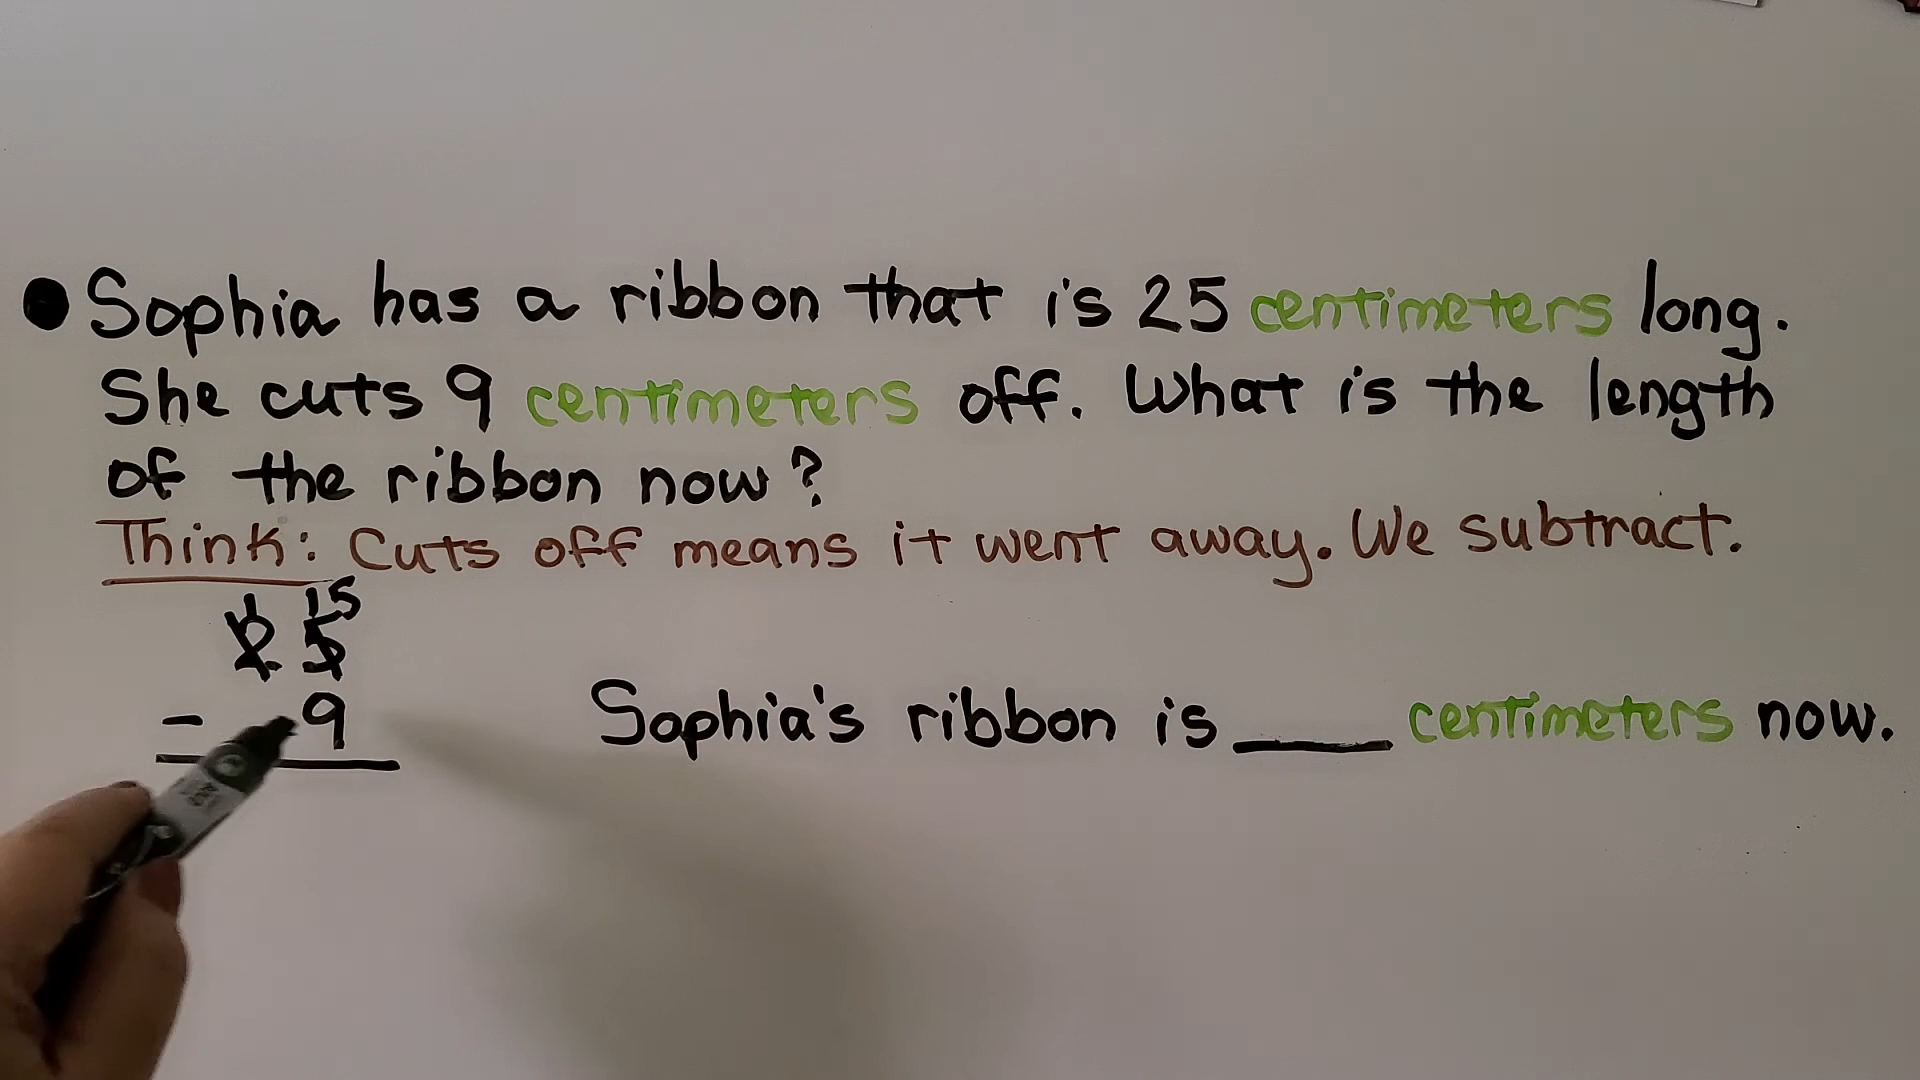 ● Sophia has a ribbon that is 25 centimeters long.
She cuts 9 centimeters off. What is the length
of the ribbon now?
Think: Cuts off means it went away. We subtract.
1 15
2 5
- 9
Sophia's ribbon is ____ centimeters now.